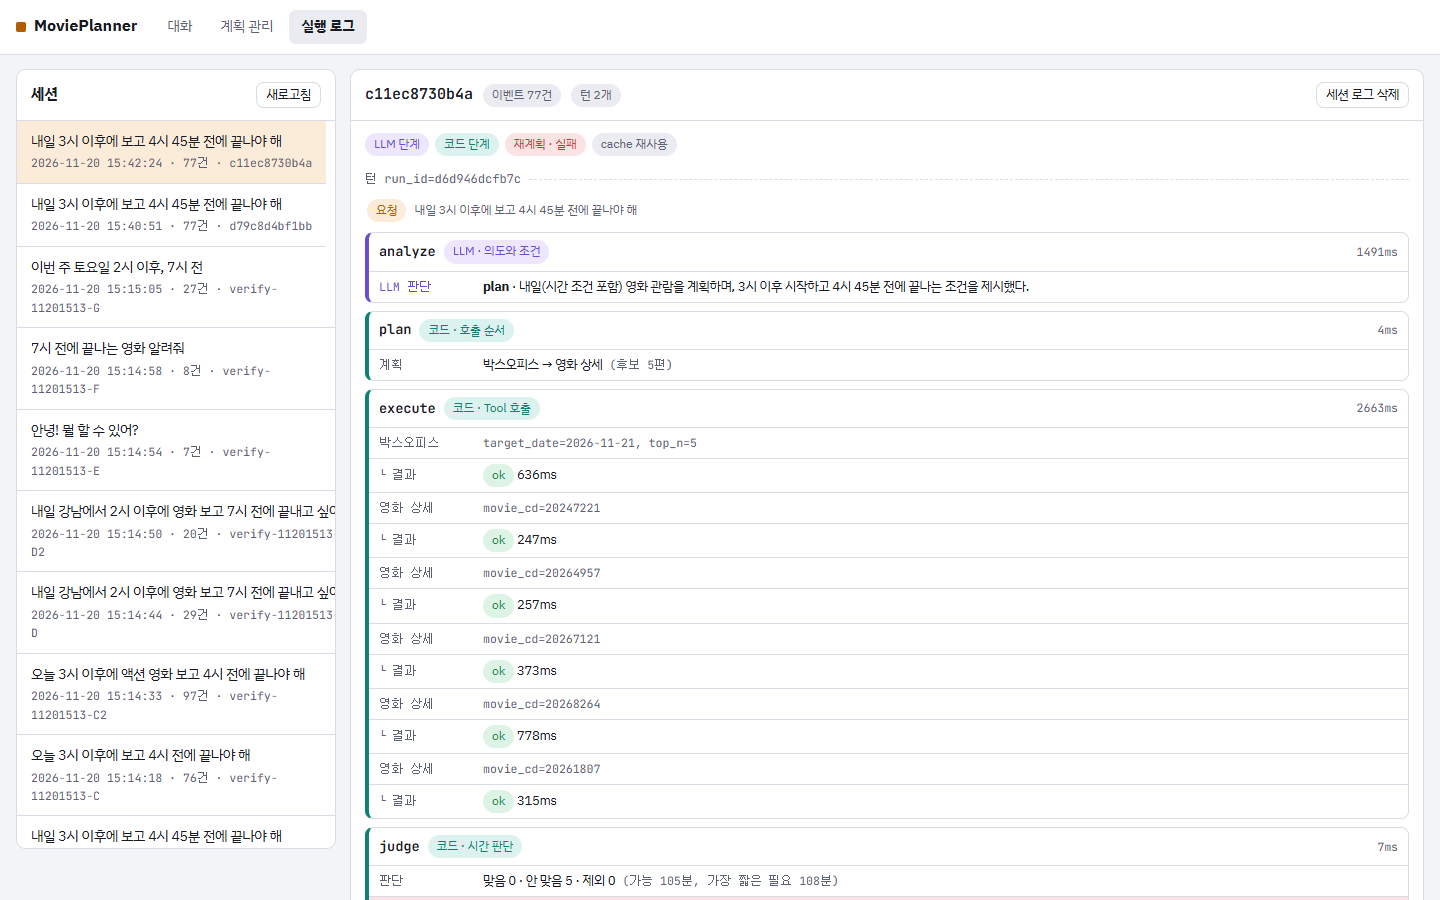 MoviePlanner 대화 계획 관리 실행 로그
세션 새로고침
내일 3시 이후에 보고 4시 45분 전에 끝나야 해
2026-11-20 15:42:24 · 77건 · c11ec8730b4a
내일 3시 이후에 보고 4시 45분 전에 끝나야 해
2026-11-20 15:40:51 · 77건 · d79c8d4bf1bb
이번 주 토요일 2시 이후, 7시 전
2026-11-20 15:15:05 · 27건 · verify-
11201513-G
7시 전에 끝나는 영화 알려줘
2026-11-20 15:14:58 · 8건 · verify-
11201513-F
안녕! 뭘 할 수 있어?
2026-11-20 15:14:54 · 7건 · verify-
11201513-E
내일 강남에서 2시 이후에 영화 보고 7시 전에 끝내고 싶어
2026-11-20 15:14:50 · 20건 · verify-11201513-
D2
내일 강남에서 2시 이후에 영화 보고 7시 전에 끝내고 싶어
2026-11-20 15:14:44 · 29건 · verify-11201513-
D
오늘 3시 이후에 액션 영화 보고 4시 전에 끝나야 해
2026-11-20 15:14:33 · 97건 · verify-
11201513-C2
오늘 3시 이후에 보고 4시 전에 끝나야 해
2026-11-20 15:14:18 · 76건 · verify-
11201513-C
내일 3시 이후에 보고 4시 45분 전에 끝나야 해
c11ec8730b4a 이벤트 77건 턴 2개 세션 로그 삭제
LLM 단계 코드 단계 재계획 · 실패 cache 재사용
턴 run_id=d6d946dcfb7c
요청 내일 3시 이후에 보고 4시 45분 전에 끝나야 해
analyze LLM · 의도와 조건 1491ms
LLM 판단 plan · 내일(시간 조건 포함) 영화 관람을 계획하며, 3시 이후 시작하고 4시 45분 전에 끝나는 조건을 제시했다.
plan 코드 · 호출 순서 4ms
계획 박스오피스 → 영화 상세 (후보 5편)
execute 코드 · Tool 호출 2663ms
박스오피스 target_date=2026-11-21, top_n=5
└ 결과 ok 636ms
영화 상세 movie_cd=20247221
└ 결과 ok 247ms
영화 상세 movie_cd=20264957
└ 결과 ok 257ms
영화 상세 movie_cd=20267121
└ 결과 ok 373ms
영화 상세 movie_cd=20268264
└ 결과 ok 778ms
영화 상세 movie_cd=20261807
└ 결과 ok 315ms
judge 코드 · 시간 판단 7ms
판단 맞음 0 · 안 맞음 5 · 제외 0 (가능 105분, 가장 짧은 필요 108분)